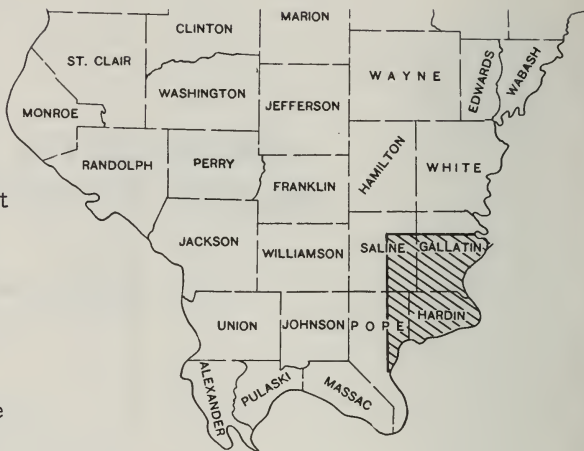 MARION
CLINTON
ST. CLAIR
WAYNE
EDWARDS
WABASH
WASHINGTON
JEFFERSON
MONROE
RANDOLPH
PERRY
HAMILTON
WHITE
FRANKLIN
t
JACKSON
WILLIAMSON
SALINE
GALLATIN
UNION
JOHNSON
POPE
HARDIN
ALEXANDER
PULASKI
MASSAC
e